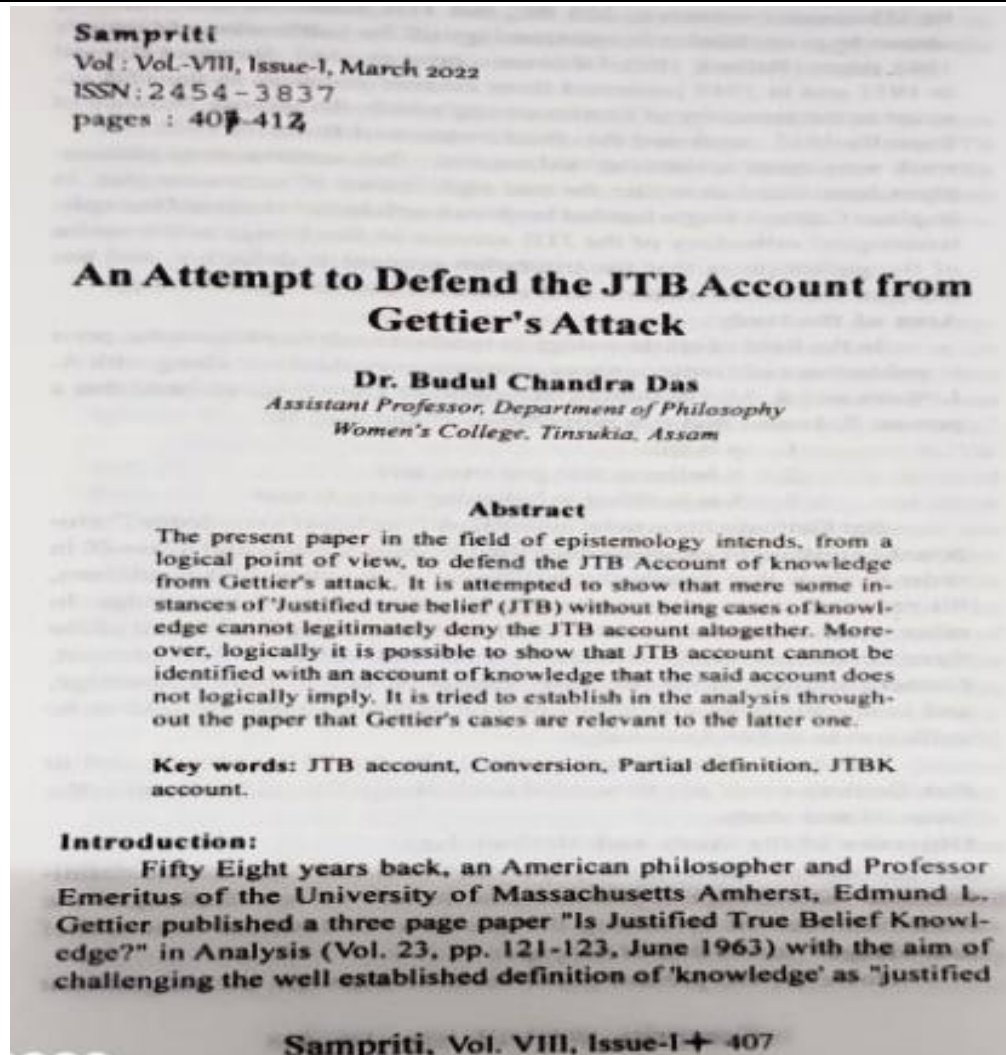 Sampriti
Vol : Vol.-VIII, Issue-1, March 2022
ISSN:2454-3837
pages : 407-412
An Attempt to Defend the JTB Account from
Gettier's Attack
Dr. Budul Chandra Das
Assistant Professor, Department of Philosophy
Women's College, Tinsukia, Assam
Abstract
The present paper in the field of epistemology intends, from a
logical point of view, to defend the JTB Account of knowledge
from Gettier's attack. It is attempted to show that mere some in-
stances of 'Justified true belief' (JTB) without being cases of knowl-
edge cannot legitimately deny the JTB account altogether. More-
over, logically it is possible to show that JTB account cannot be
identified with an account of knowledge that the said account does
not logically imply. It is tried to establish in the analysis through-
out the paper that Gettier's cases are relevant to the latter one.
Key words: JTB account, Conversion, Partial definition, JTBK
account.
Introduction:
Fifty Eight years back, an American philosopher and Professor
Emeritus of the University of Massachusetts Amherst, Edmund L.
Gettier published a three page paper "Is Justified True Belief Knowl-
edge?" in Analysis (Vol. 23, pp. 121-123, June 1963) with the aim of
challenging the well established definition of 'knowledge' as "justified
Sampriti, Vol. VIII, Issue-I + 407